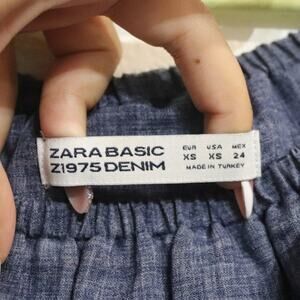 ZARA BASIC
Z1975 DENIM
EUR USA MEX
XS XS 24
MADE IN TURKEY